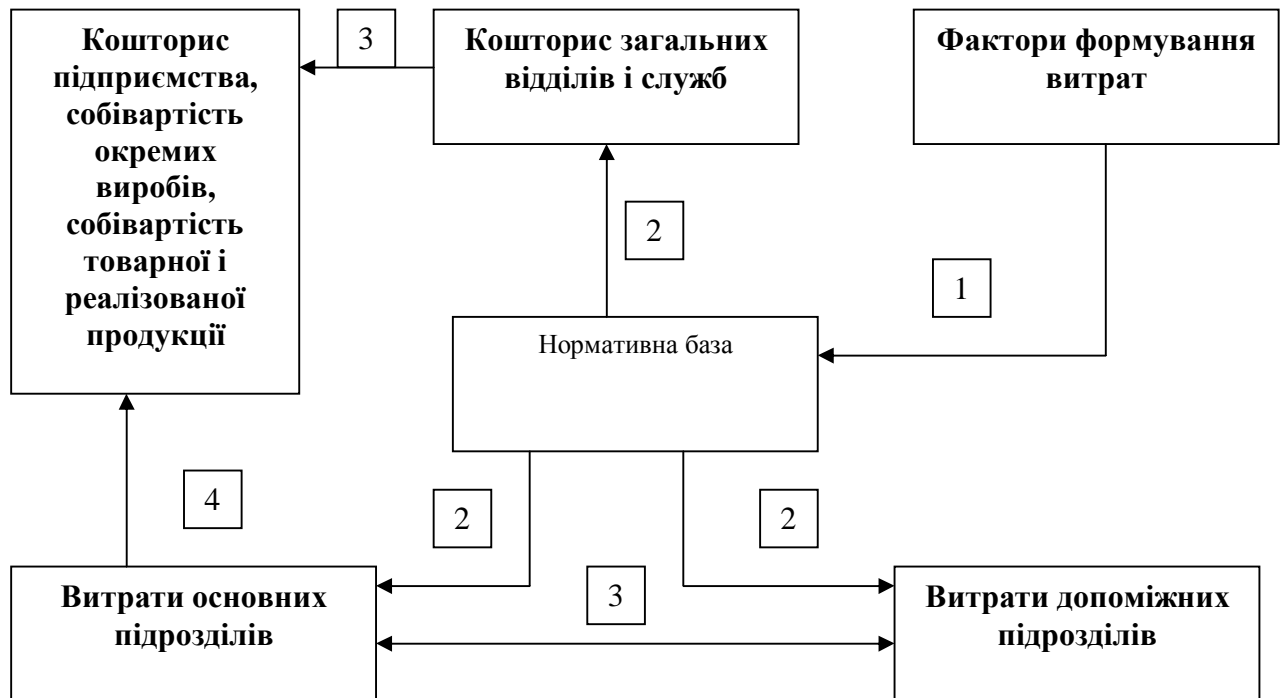 Кошторис
підприємства,
собівартість
окремих
виробів,
собівартість
товарної і
реалізованої
продукції
3
Кошторис загальних
відділів і служб
Фактори формування
витрат
2
1
Нормативна база
4
2
2
Витрати основних
підрозділів
3
Витрати допоміжних
підрозділів